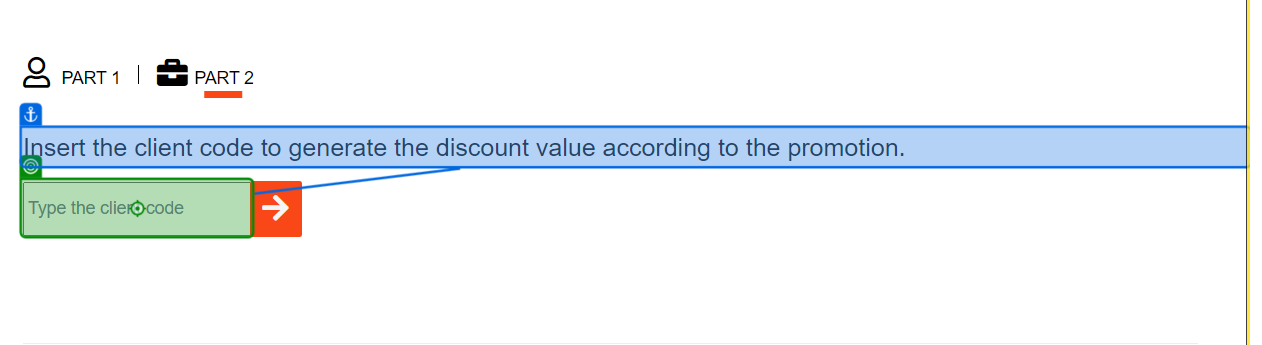 PART 1 | PART 2
Insert the client code to generate the discount value according to the promotion.
Type the client code